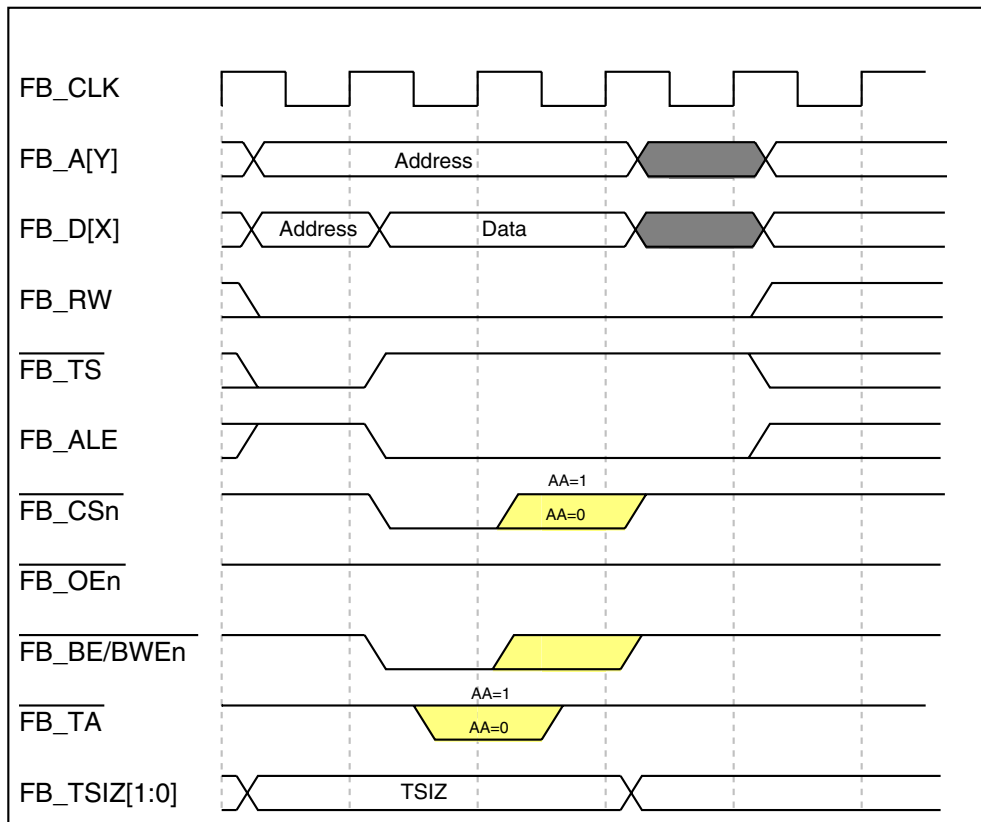 FB_CLK
FB_A[Y]
Address
FB_D[X]
Address
Data
FB_RW
FB_TS
FB_ALE
AA=1
FB_CSn
AA=0
FB_OEn
FB_BE/BWEn
AA=1
FB_TA
AA=0
FB_TSIZ[1:0]
TSIZ